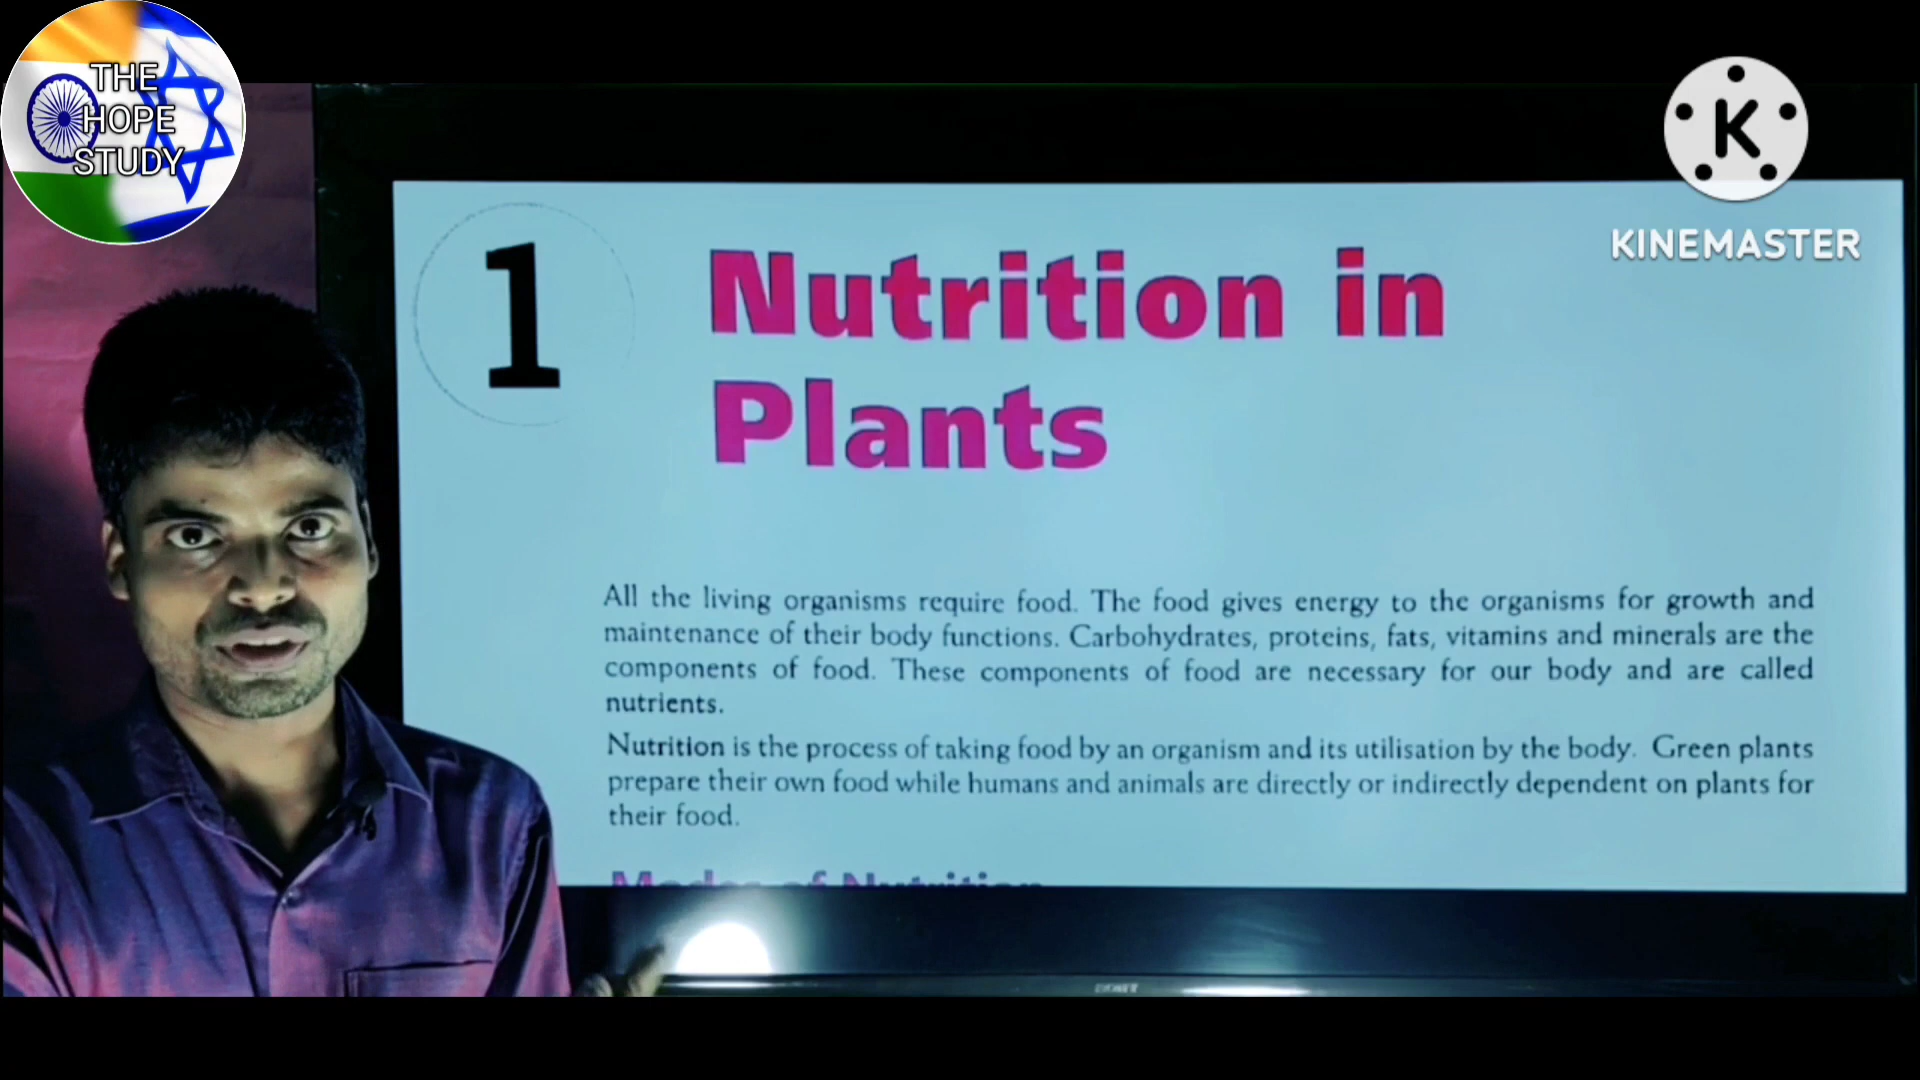 THE
HOPE
STUDY
KINEMASTER
1
Nutrition in
Plants
All the living organisms require food. The food gives energy to the organisms for growth and
maintenance of their body functions. Carbohydrates, proteins, fats, vitamins and minerals are the
components of food. These components of food are necessary for our body and are called
nutrients.
Nutrition is the process of taking food by an organism and its utilisation by the body. Green plants
prepare their own food while humans and animals are directly or indirectly dependent on plants for
their food.
Modes of Nutrition